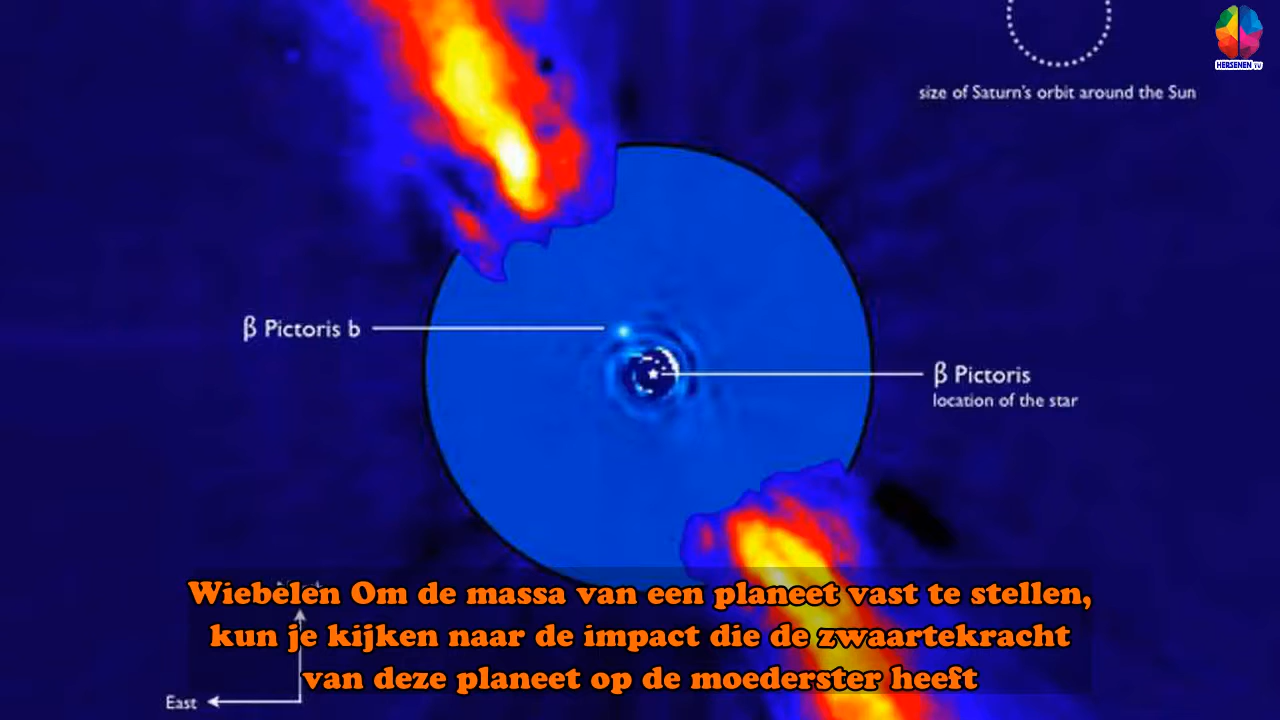 HERSENEN TV
size of Saturn's orbit around the Sun
β Pictoris b
β Pictoris
location of the star
Wiebelen Om de massa van een planeet vast te stellen,
kun je kijken naar de impact die de zwaartekracht
van deze planeet op de moederster heeft
East